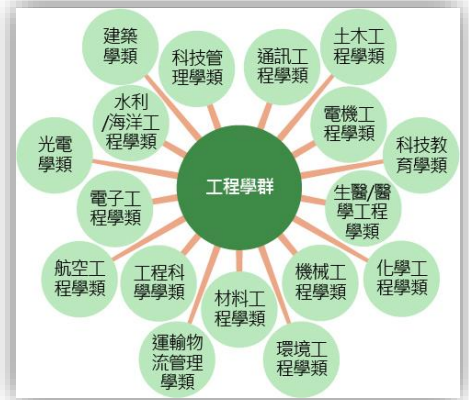 建築
學類
科技管
理學類
通訊工
程學類
土木工
程學類
水利
/海洋工
程學類
電機工
程學類
光電
學類
科技教
育學類
工程學群
電子工
程學類
生醫/醫
學工程
學類
航空工
程學類
工程科
學學類
材料工
程學類
機械工
程學類
化學工
程學類
運輸物
流管理
學類
環境工
程學類